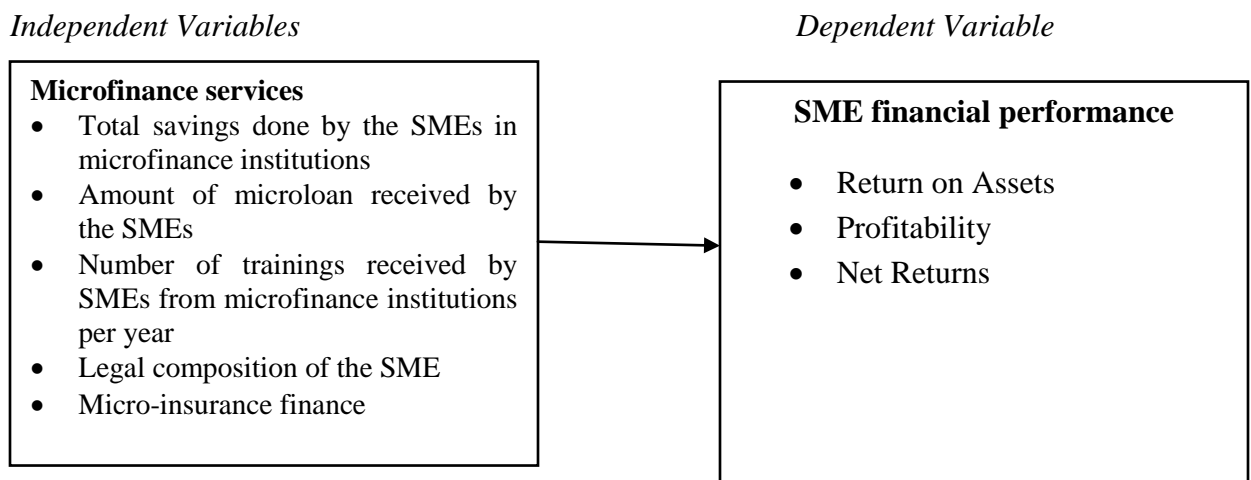 Independent Variables
Dependent Variable
Microfinance services
• Total savings done by the SMEs in
microfinance institutions
• Amount of microloan received by
the SMEs
• Number of trainings received by
SMEs from microfinance institutions
per year
• Legal composition of the SME
• Micro-insurance finance
SME financial performance
• Return on Assets
• Profitability
• Net Returns